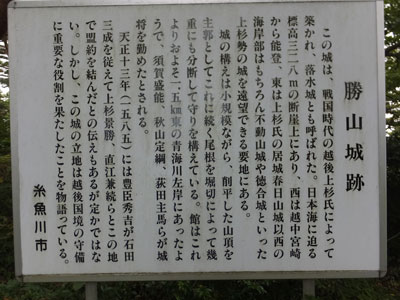 勝山城跡
この城は、戦国時代の越後上杉氏によって
築かれ、落水城とも呼ばれた。日本海に迫る
標高三二八mの断崖上にあり、西は越中宮崎
から能登、東は上杉氏の居城春日山城以西の
海岸部はもちろん不動山城や徳合城といった
上杉勢の城を遠望できる要地にある。
城の構えは小規模ながら、削平した山頂を
主郭としてこれに続く尾根を堀切によって幾
重にも分断して守りを構えている。館はこれ
よりおよそ一・五km東の青海川左岸にあったよ
うで、須賀盛能、秋山定綱、荻田主馬らが城
将を勤めたとされる。
天正十三年(一五八五)には豊臣秀吉が石田
三成を従えて上杉景勝、直江兼続らとこの地
で盟約を結んだとの伝えもあるが定かではな
い。しかし、この城の立地は越後国境の守備
に重要な役割を果たしたことを物語っている。
糸魚川市